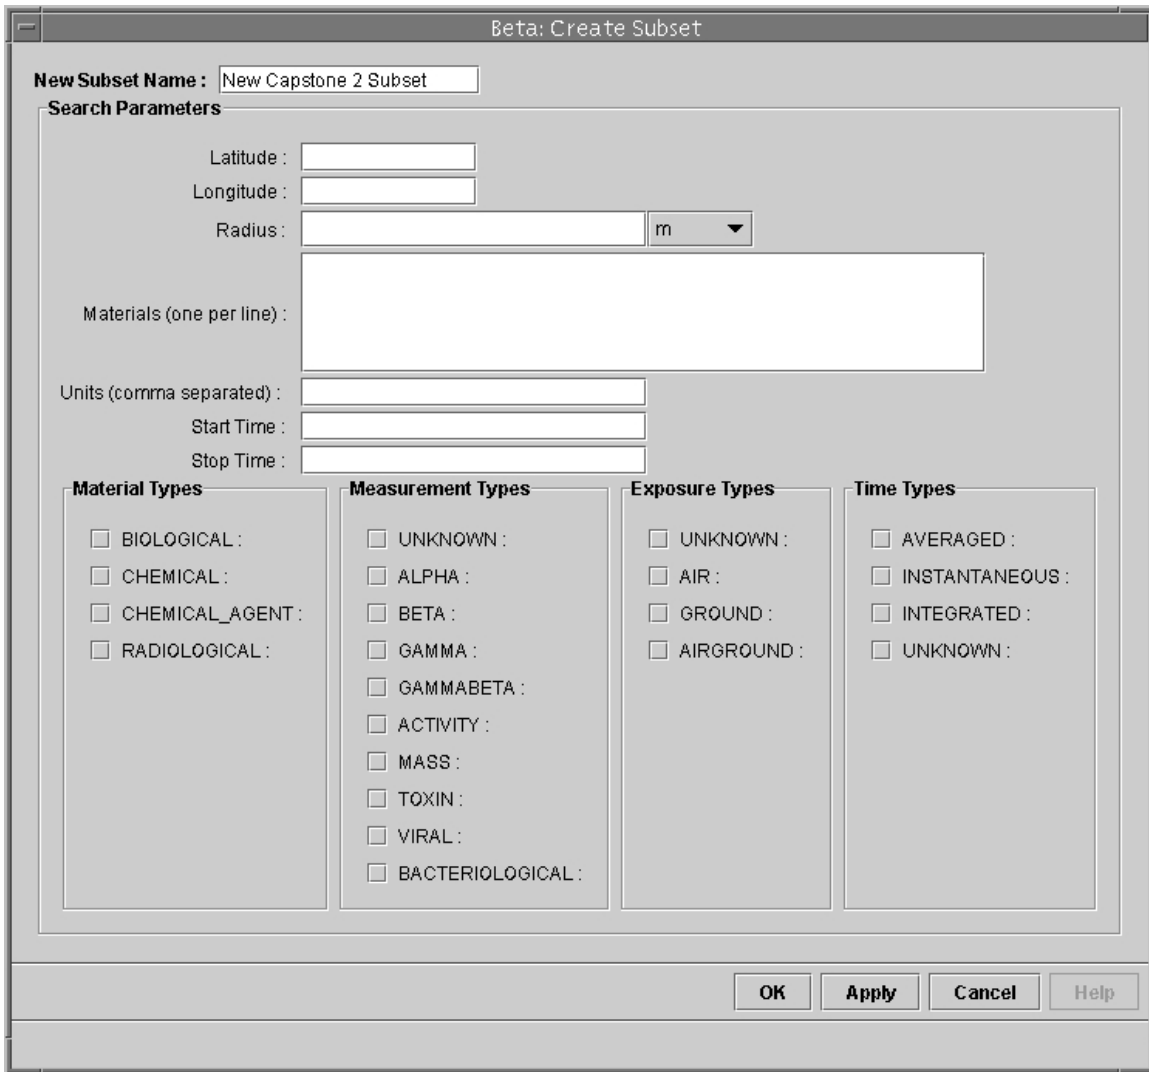 Beta: Create Subset
New Subset Name : New Capstone 2 Subset
Search Parameters
Latitude :
Longitude :
Radius : m
Materials (one per line) :
Units (comma separated) :
Start Time :
Stop Time :
Material Types
BIOLOGICAL :
CHEMICAL :
CHEMICAL_AGENT :
RADIOLOGICAL :
Measurement Types
UNKNOWN :
ALPHA :
BETA :
GAMMA :
GAMMABETA :
ACTIVITY :
MASS :
TOXIN :
VIRAL :
BACTERIOLOGICAL :
Exposure Types
UNKNOWN :
AIR :
GROUND :
AIRGROUND :
Time Types
AVERAGED :
INSTANTANEOUS :
INTEGRATED :
UNKNOWN :
OK Apply Cancel Help